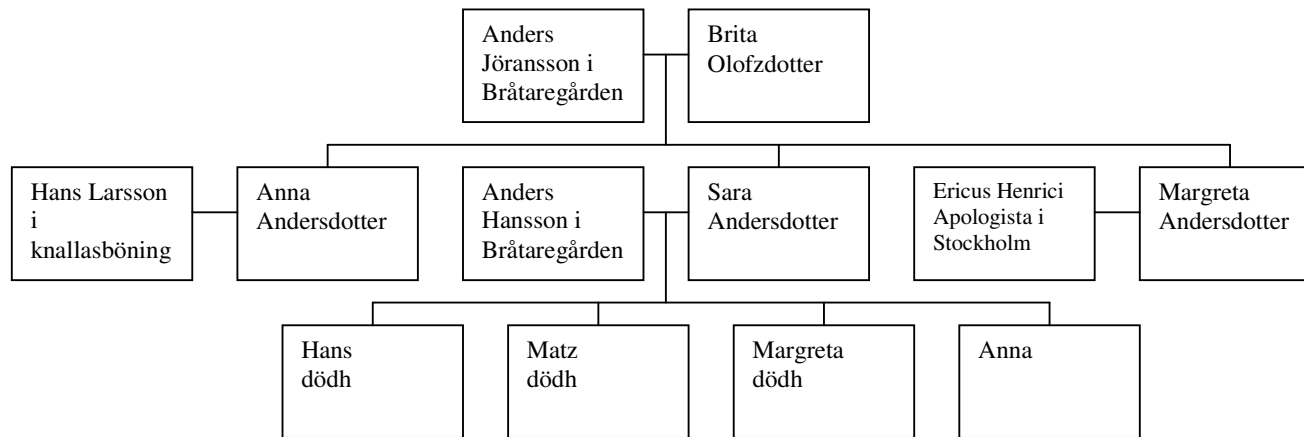 Anders
Jöransson i
Bråtaregården
Brita
Olofzdotter
Hans Larsson
i
knallasböning
Anna
Andersdotter
Anders
Hansson i
Bråtaregården
Sara
Andersdotter
Ericus Henrici
Apologista i
Stockholm
Margreta
Andersdotter
Hans
dödh
Matz
dödh
Margreta
dödh
Anna